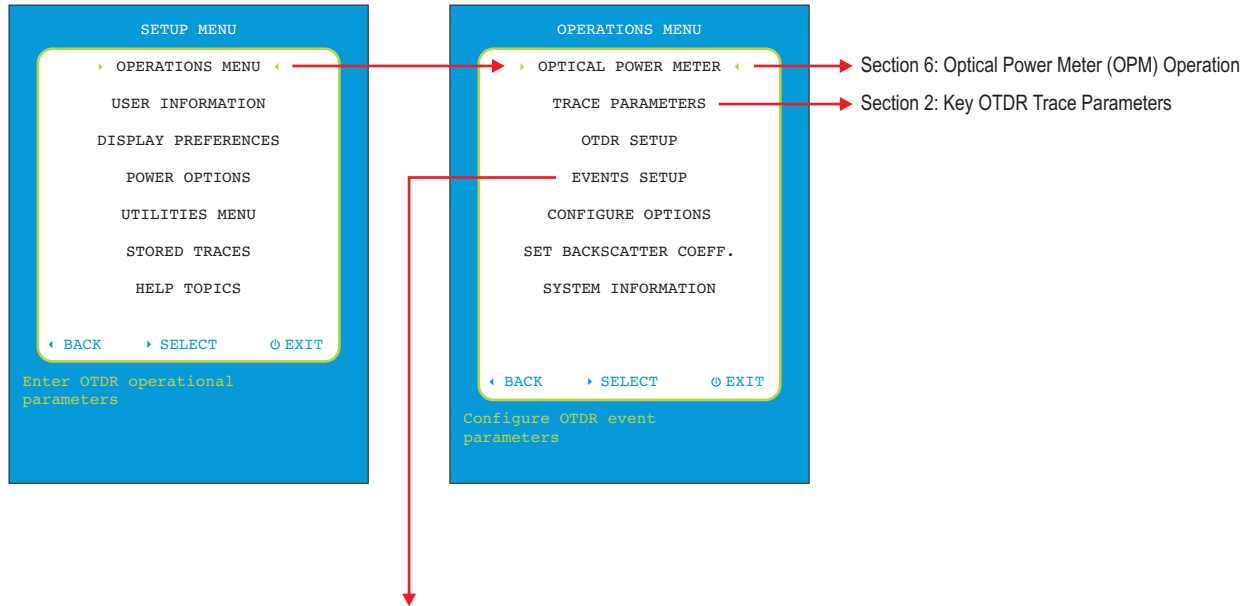 SETUP MENU
OPERATIONS MENU
USER INFORMATION
DISPLAY PREFERENCES
POWER OPTIONS
UTILITIES MENU
STORED TRACES
HELP TOPICS
BACK SELECT EXIT
Enter OTDR operational
parameters
OPERATIONS MENU
OPTICAL POWER METER
TRACE PARAMETERS
OTDR SETUP
EVENTS SETUP
CONFIGURE OPTIONS
SET BACKSCATTER COEFF.
SYSTEM INFORMATION
BACK SELECT EXIT
Configure OTDR event
parameters
Section 6: Optical Power Meter (OPM) Operation
Section 2: Key OTDR Trace Parameters